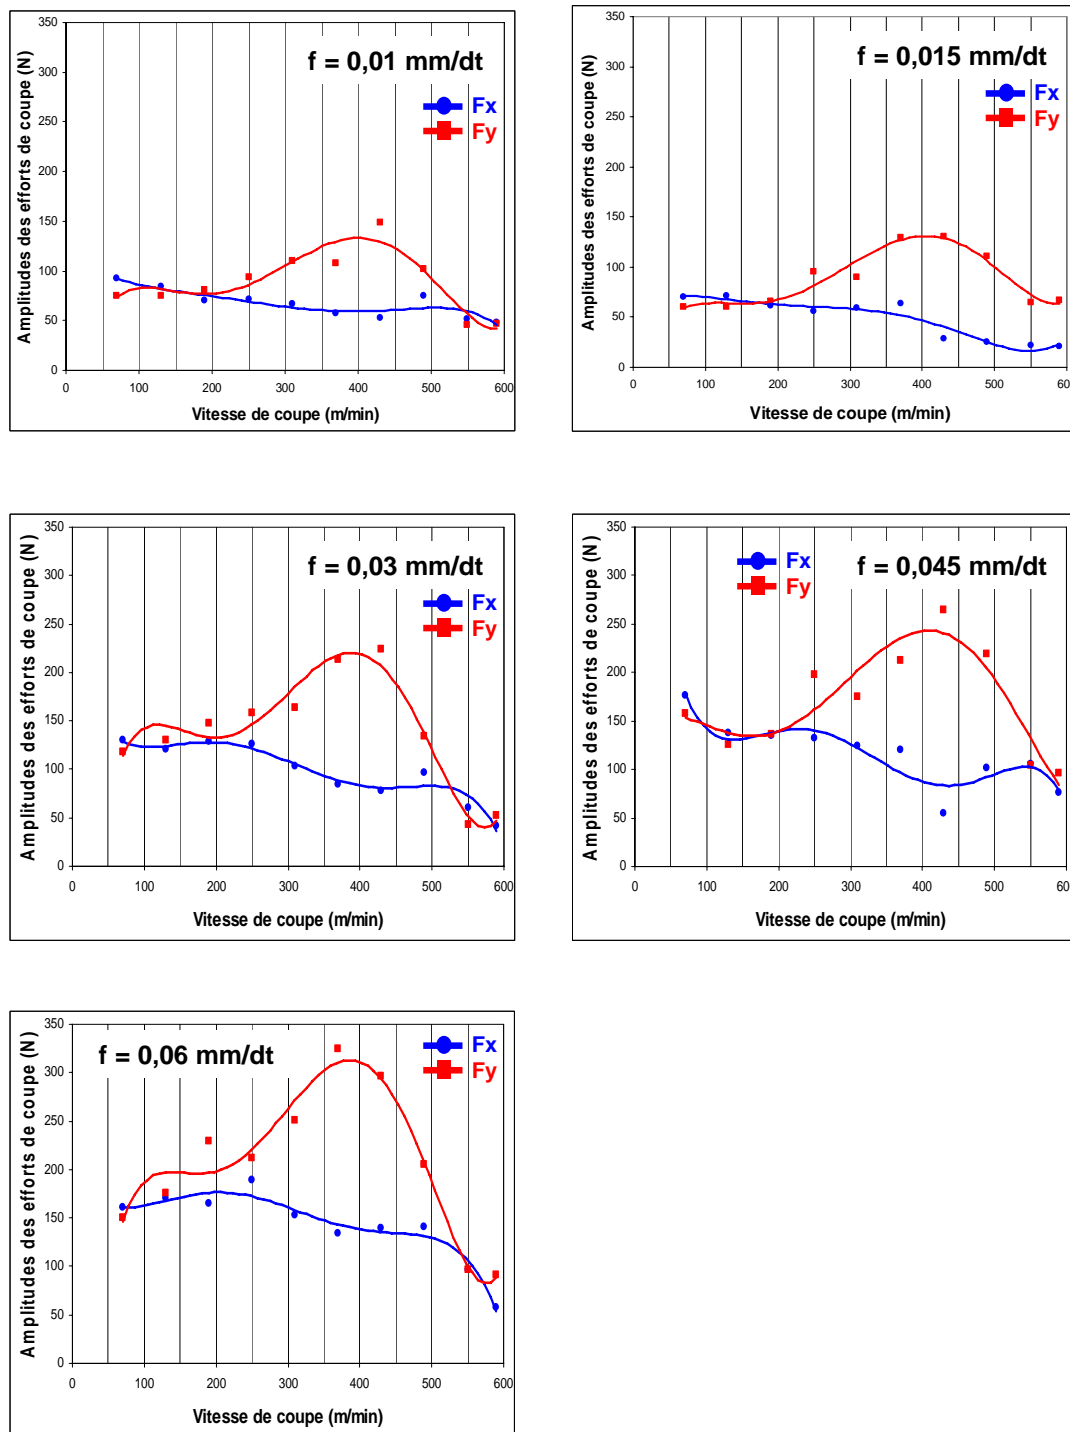 Amplitudes des efforts de coupe (N)
350
300
250
200
150
100
50
0
f = 0,01 mm/dt
Fx
Fy
0 100 200 300 400 500 600
Vitesse de coupe (m/min)
Amplitudes des efforts de coupe (N)
350
300
250
200
150
100
50
0
f = 0,015 mm/dt
Fx
Fy
0 100 200 300 400 500 60
Vitesse de coupe (m/min)
Amplitudes des efforts de coupe (N)
350
300
250
200
150
100
50
0
f = 0,03 mm/dt
Fx
Fy
0 100 200 300 400 500 600
Vitesse de coupe (m/min)
Amplitudes des efforts de coupe (N)
350
300
250
200
150
100
50
0
Fx
Fy
f = 0,045 mm/dt
0 100 200 300 400 500 60
Vitesse de coupe (m/min)
Amplitudes des efforts de coupe (N)
350
300
250
200
150
100
50
0
f = 0,06 mm/dt
Fx
Fy
0 100 200 300 400 500 600
Vitesse de coupe (m/min)